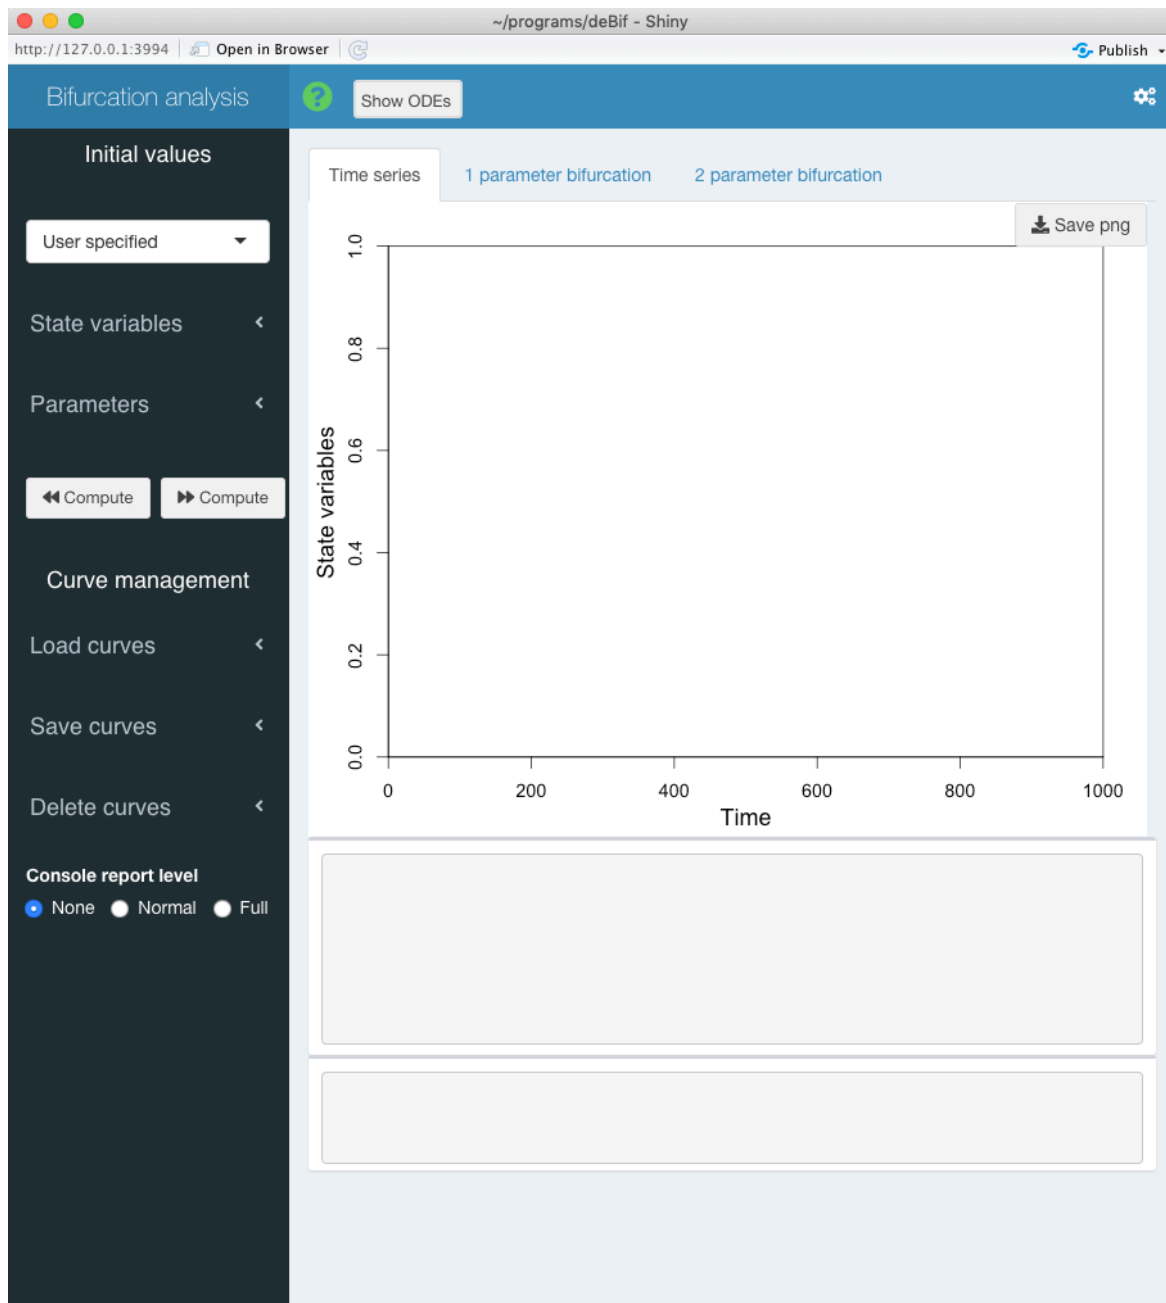 ~/programs/deBif - Shiny
http://127.0.0.1:3994 Open in Browser Publish
Bifurcation analysis ? Show ODEs
Initial values
User specified
State variables
Parameters
Compute Compute
Curve management
Load curves
Save curves
Delete curves
Console report level
None Normal Full
Time series 1 parameter bifurcation 2 parameter bifurcation
Save png
State variables
1.0
0.8
0.6
0.4
0.2
0.0
0 200 400 600 800 1000
Time